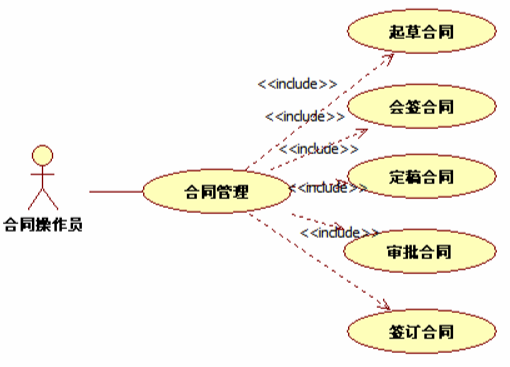 起草合同
<<include>>
会签合同
<<include>>
<<include>>
定稿合同
合同管理
<<include>>
合同操作员
<<include>>
审批合同
签订合同